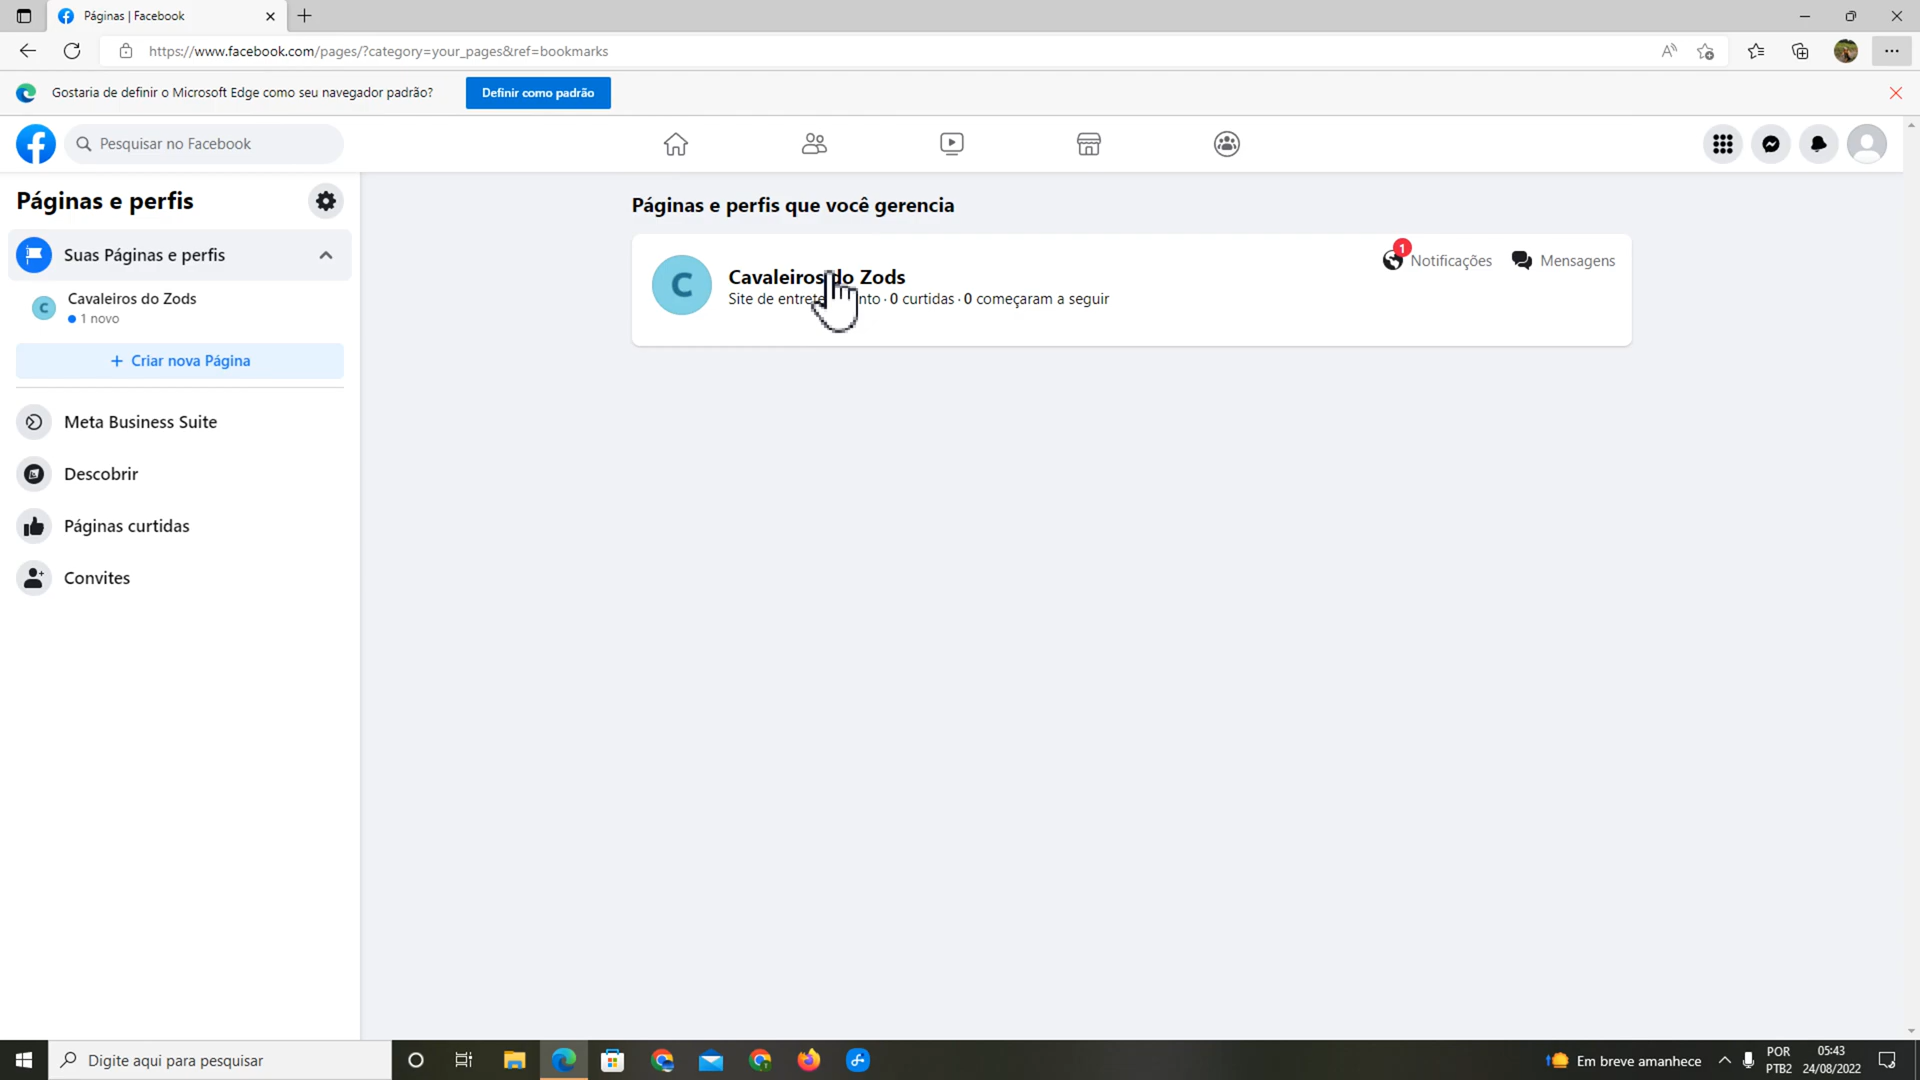 Páginas | Facebook
https://www.facebook.com/pages/?category=your_pages&ref=bookmarks
Gostaria de definir o Microsoft Edge como seu navegador padrão?
Definir como padrão
Pesquisar no Facebook
Páginas e perfis
Suas Páginas e perfis
C
Cavaleiros do Zods
1 novo
+ Criar nova Página
Meta Business Suite
Descobrir
Páginas curtidas
Convites
Páginas e perfis que você gerencia
C
Cavaleiros do Zods
Site de · 0 curtidas · 0 começaram a seguir
1
Notificações
Mensagens
Digite aqui para pesquisar
Em breve amanhece
POR
PTB2
05:43
24/08/2022